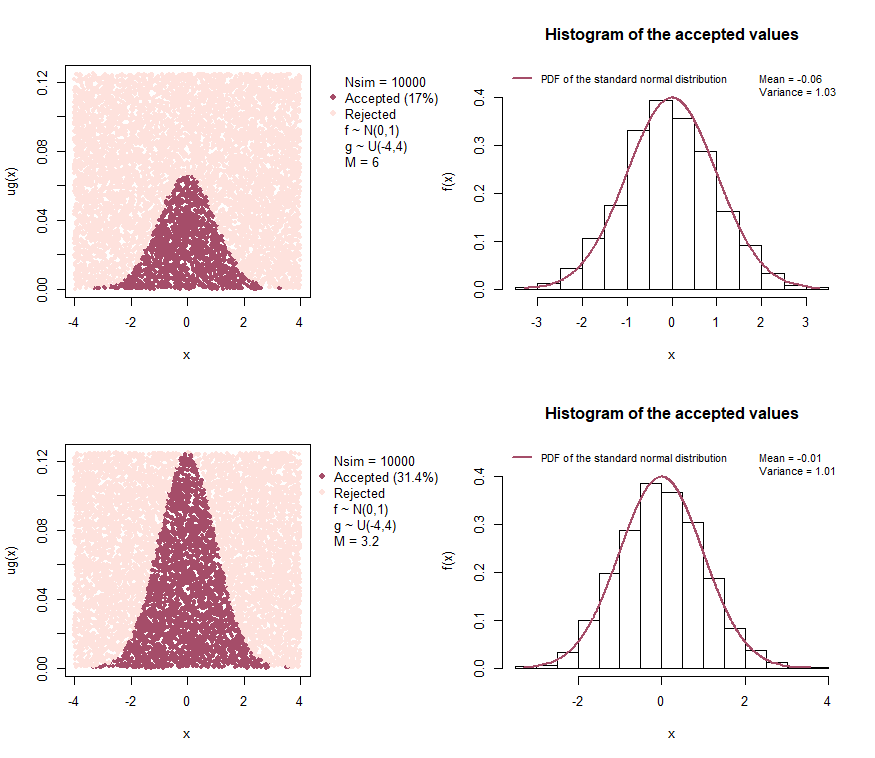 Histogram of the accepted values
Nsim = 10000
Accepted (17%)
Rejected
f ~ N(0,1)
g ~ U(-4,4)
M = 6
PDF of the standard normal distribution
Mean = -0.06
Variance = 1.03
ug(x)
0.12
0.08
0.04
0.00
-4 -2 0 2 4
x
f(x)
0.4
0.3
0.2
0.1
0.0
-3 -2 -1 0 1 2 3
x
Histogram of the accepted values
Nsim = 10000
Accepted (31.4%)
Rejected
f ~ N(0,1)
g ~ U(-4,4)
M = 3.2
PDF of the standard normal distribution
Mean = -0.01
Variance = 1.01
ug(x)
0.12
0.08
0.04
0.00
-4 -2 0 2 4
x
f(x)
0.4
0.3
0.2
0.1
0.0
-2 0 2 4
x